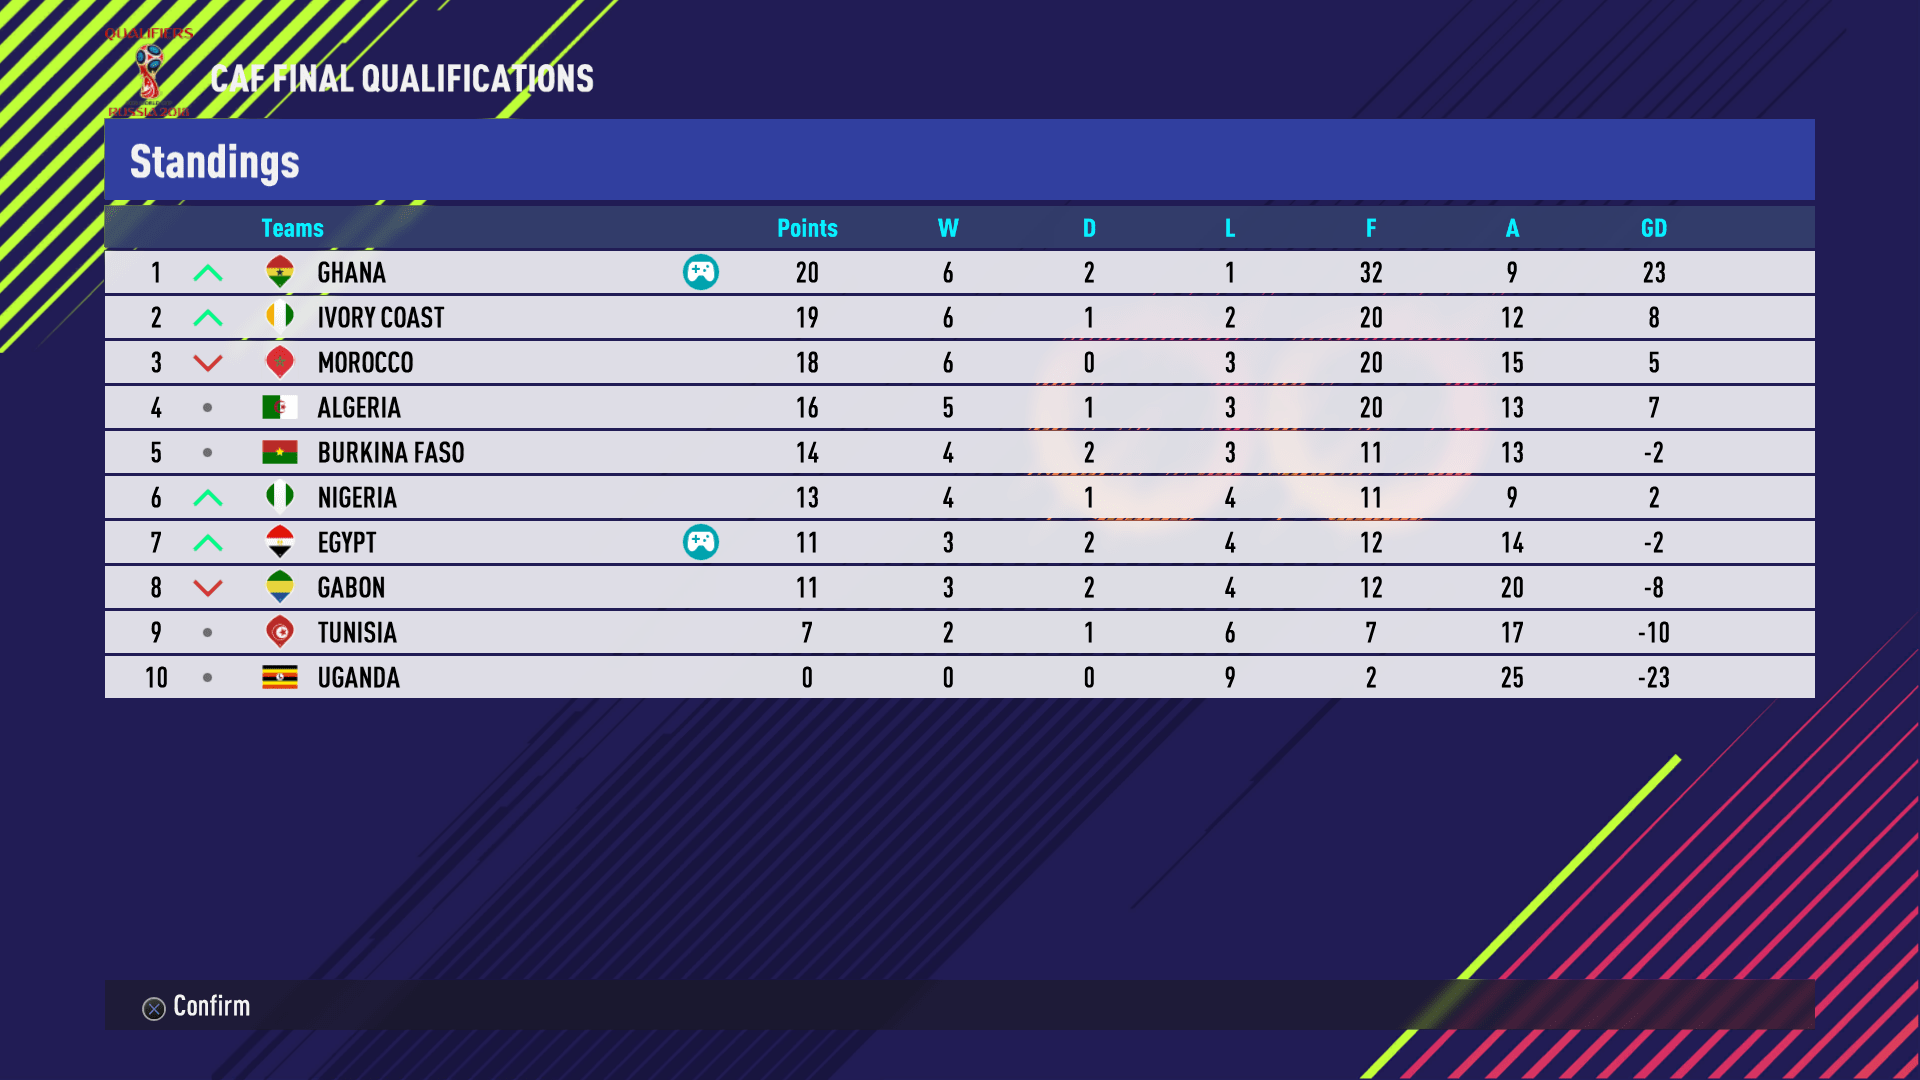 QUALIFIERS
RUSSIA 2018
CAF FINAL QUALIFICATIONS
Standings
Teams Points W D L F A GD
1 GHANA 20 6 2 1 32 9 23
2 IVORY COAST 19 6 1 2 20 12 8
3 MOROCCO 18 6 0 3 20 15 5
4 ALGERIA 16 5 1 3 20 13 7
5 BURKINA FASO 14 4 2 3 11 13 -2
6 NIGERIA 13 4 1 4 11 9 2
7 EGYPT 11 3 2 4 12 14 -2
8 GABON 11 3 2 4 12 20 -8
9 TUNISIA 7 2 1 6 7 17 -10
10 UGANDA 0 0 0 9 2 25 -23
Confirm